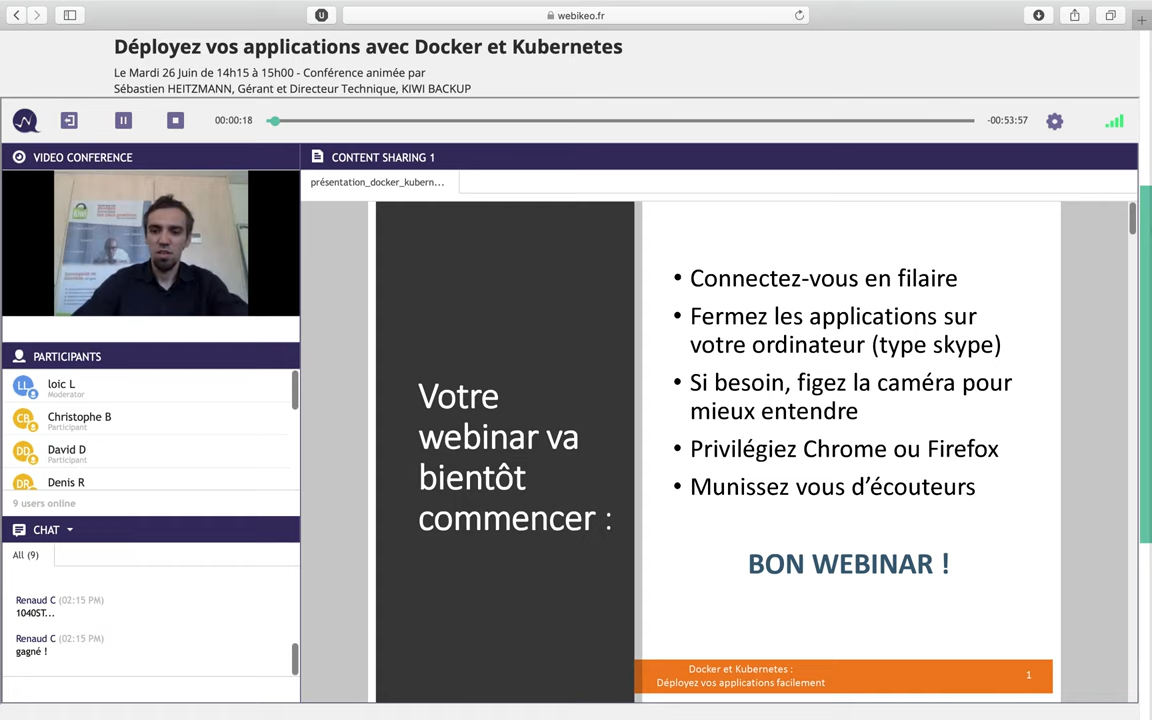 webikeo.fr
Déployez vos applications avec Docker et Kubernetes
Le Mardi 26 Juin de 14h15 à 15h00 - Conférence animée par
Sébastien HEITZMANN, Gérant et Directeur Technique, KIWI BACKUP
00:00:18
-00:53:57
VIDEO CONFERENCE
KIWI
PARTICIPANTS
LL
loic L
Moderator
CB
Christophe B
Participant
DD
David D
Participant
DR
Denis R
9 users online
CHAT
All (9)
Renaud C (02:15 PM)
1040ST...
Renaud C (02:15 PM)
gagné !
CONTENT SHARING 1
présentation_docker_kubern...
Votre
webinar va
bientôt
commencer :
• Connectez-vous en filaire
• Fermez les applications sur
votre ordinateur (type skype)
• Si besoin, figez la caméra pour
mieux entendre
• Privilégiez Chrome ou Firefox
• Munissez vous d’écouteurs
BON WEBINAR !
Docker et Kubernetes :
Déployez vos applications facilement
1